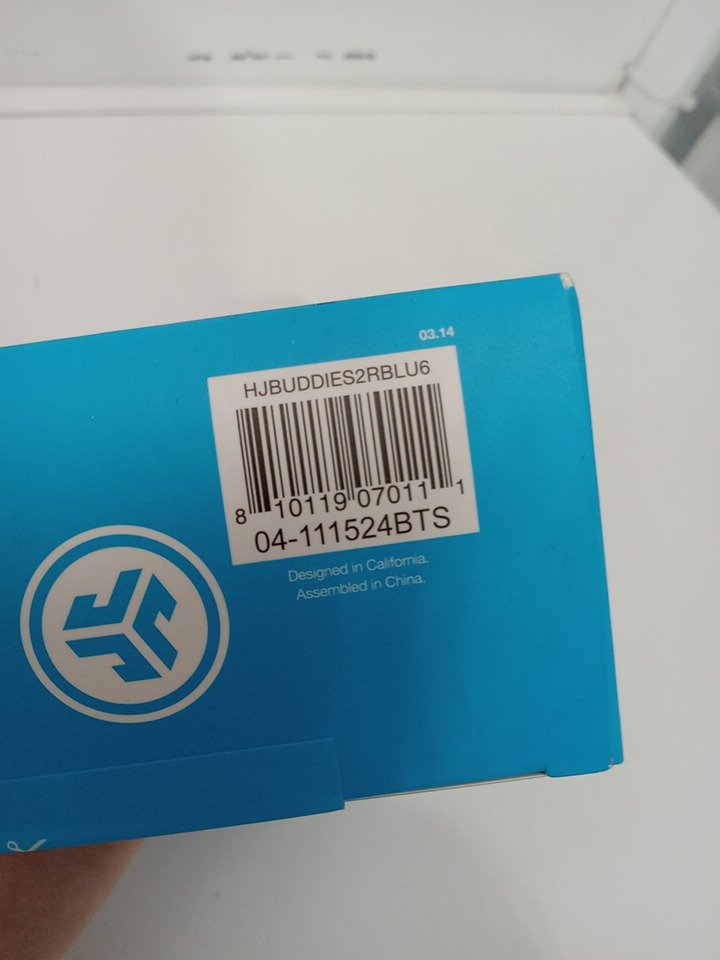 03.14
HJBUDDIES2RBLU6
8 10119 07011 1
04-111524BTS
Designed in California.
Assembled in China.